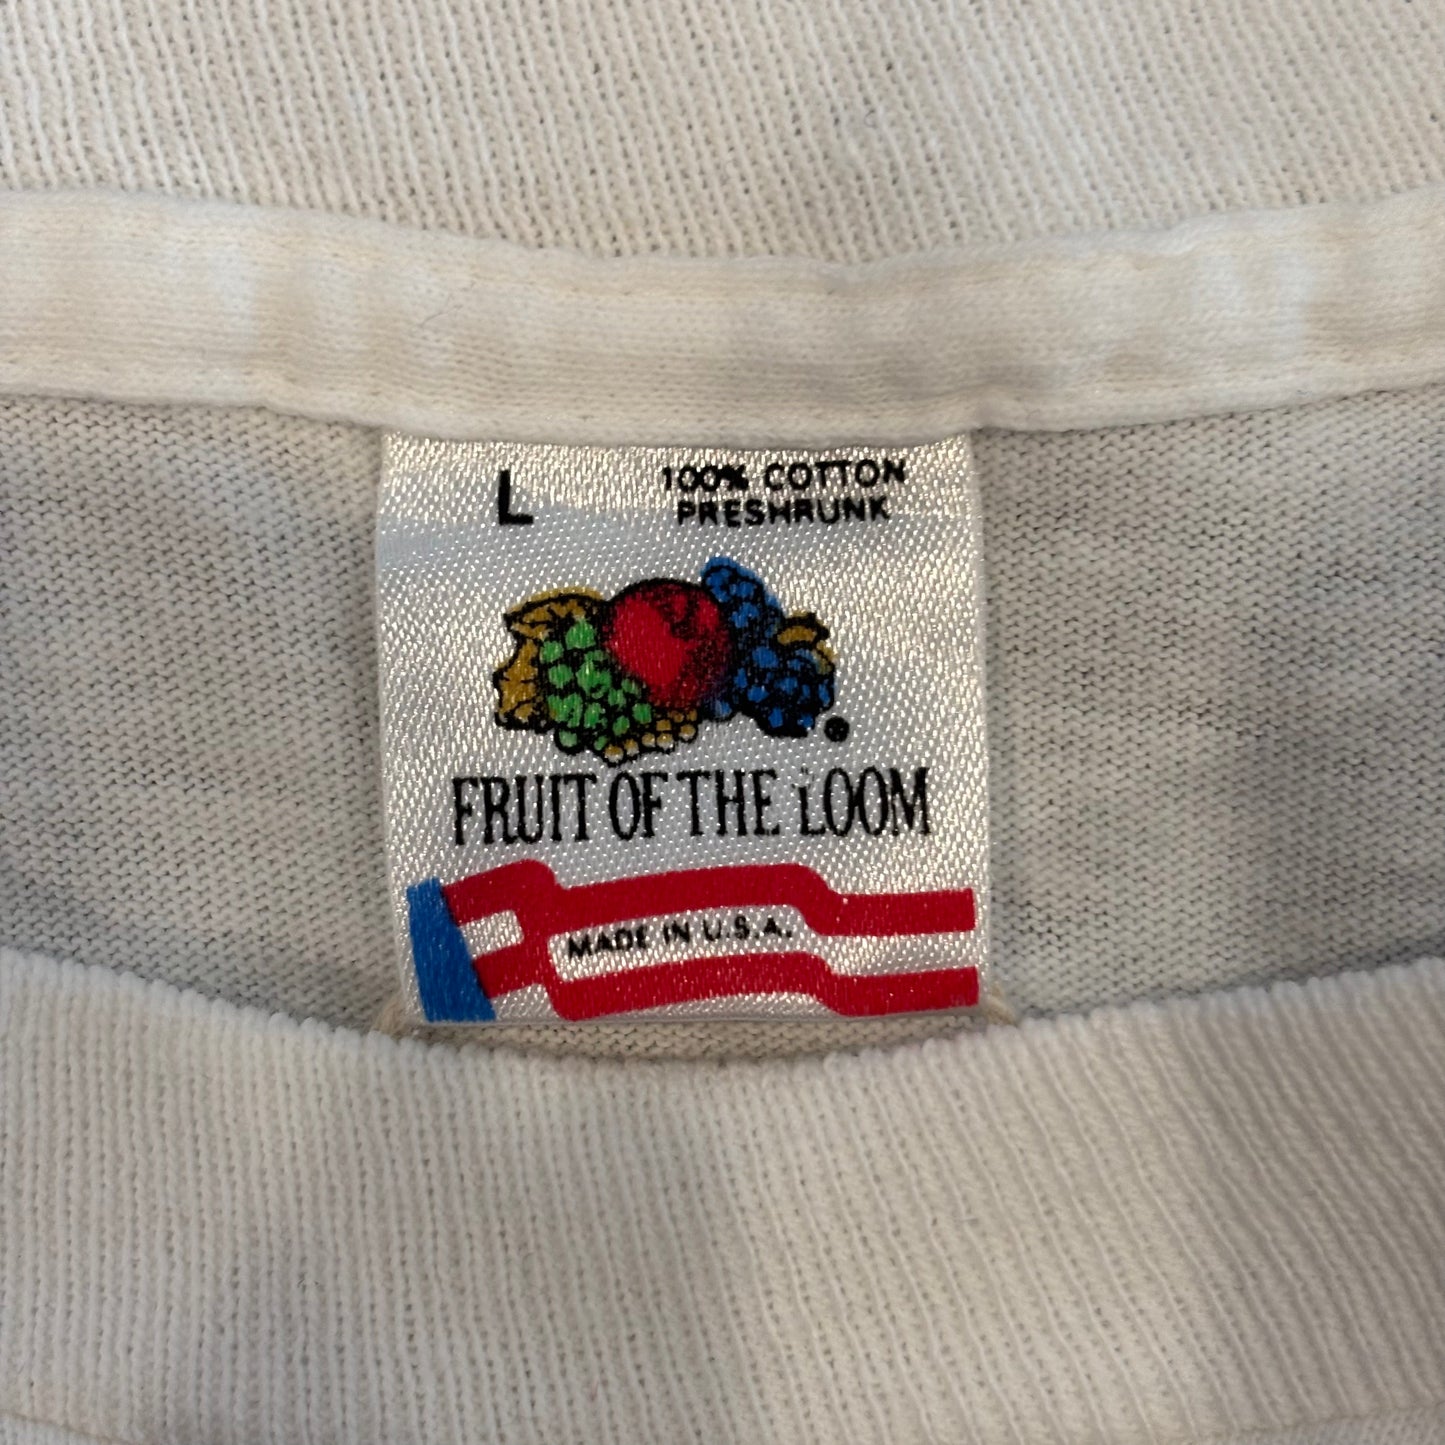 L
100% COTTON
PRESHRUNK
®
FRUIT OF THE LOOM
MADE IN U.S.A.